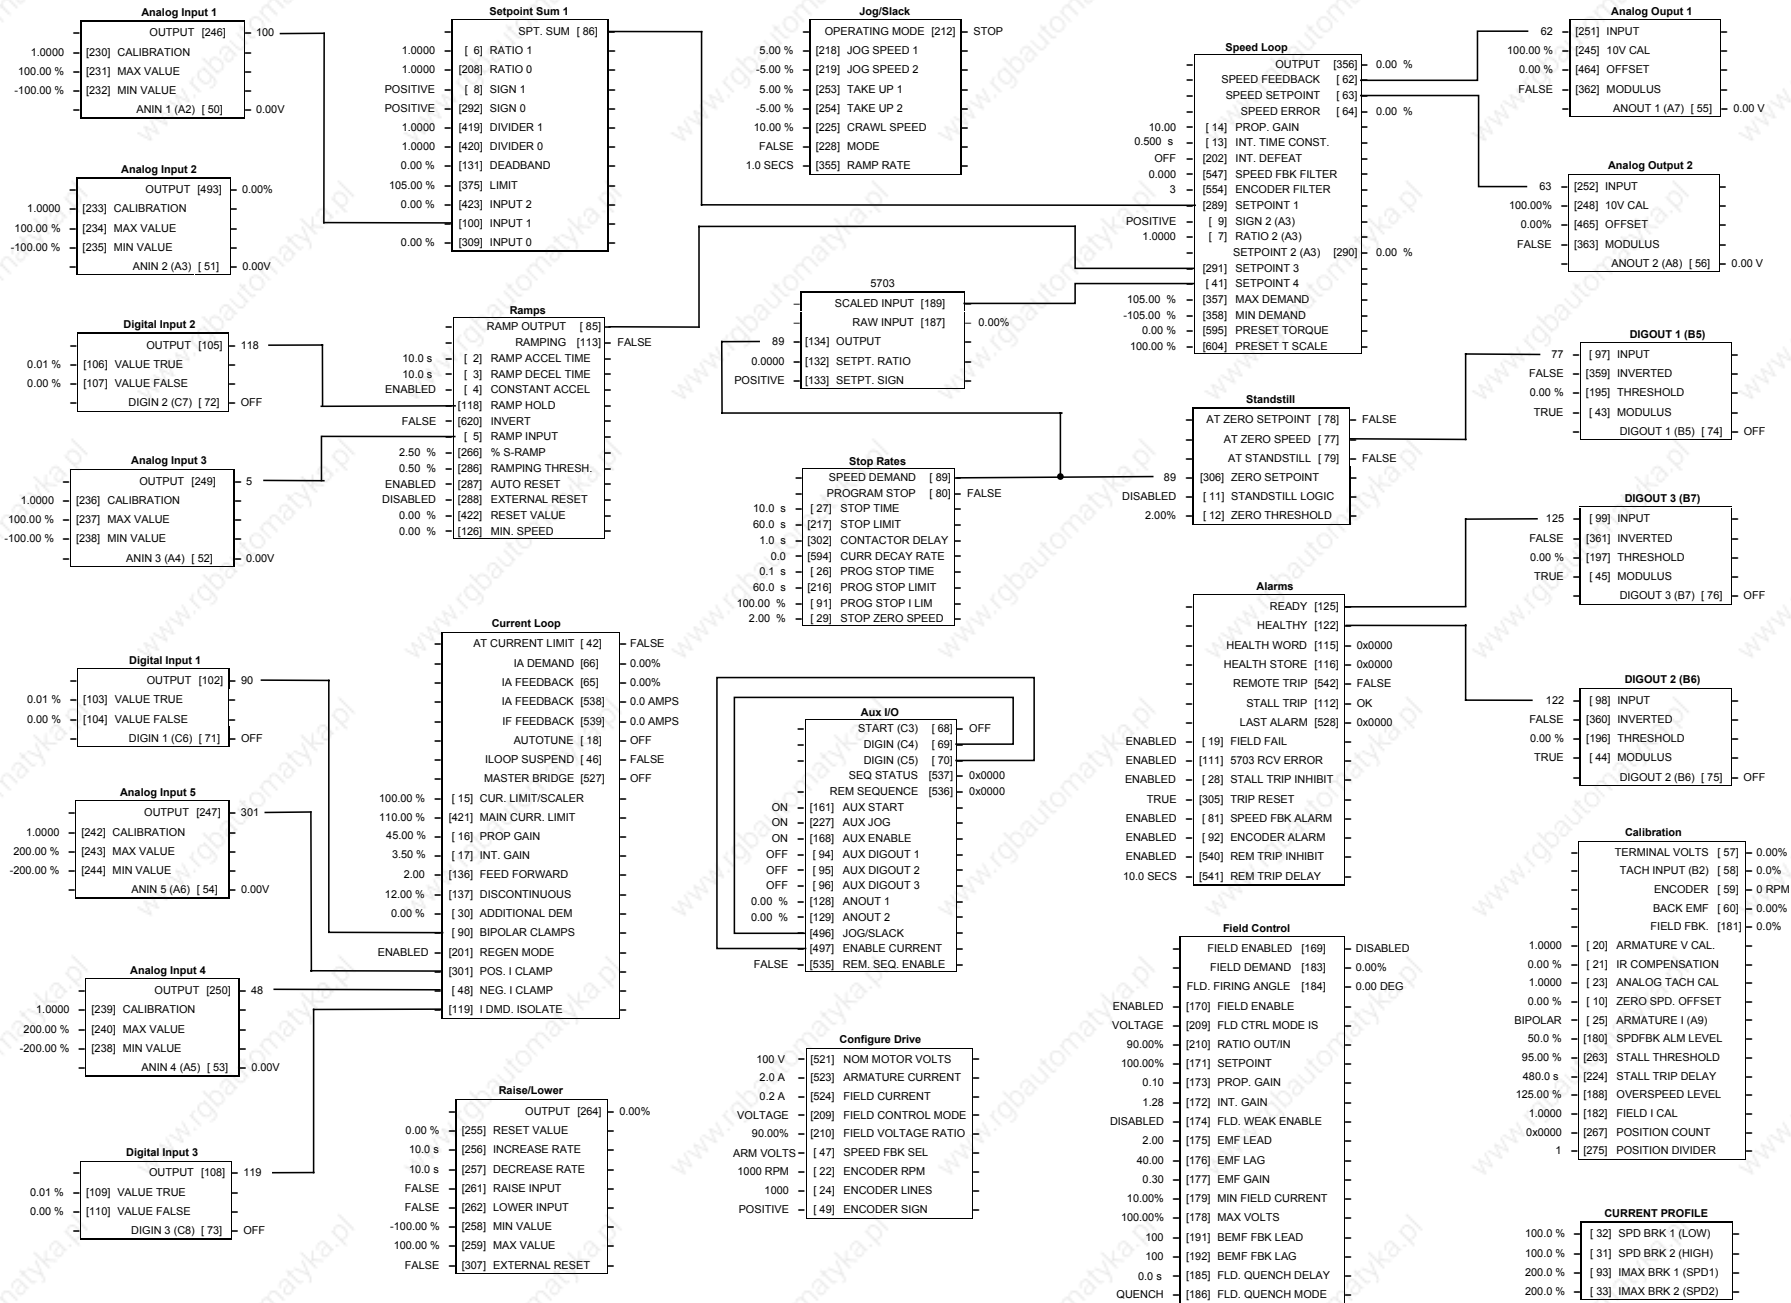 Analog Input 1
OUTPUT [246] 100
1.0000 [230] CALIBRATION
100.00 % [231] MAX VALUE
-100.00 % [232] MIN VALUE
ANIN 1 (A2) [ 50] 0.00V
Analog Input 2
OUTPUT [493] 0.00%
1.0000 [233] CALIBRATION
100.00 % [234] MAX VALUE
-100.00 % [235] MIN VALUE
ANIN 2 (A3) [ 51] 0.00V
Digital Input 2
OUTPUT [105] 118
0.01 % [106] VALUE TRUE
0.00 % [107] VALUE FALSE
DIGIN 2 (C7) [ 72] OFF
Analog Input 3
OUTPUT [249] 5
1.0000 [236] CALIBRATION
100.00 % [237] MAX VALUE
-100.00 % [238] MIN VALUE
ANIN 3 (A4) [ 52] 0.00V
Digital Input 1
OUTPUT [102] 90
0.01 % [103] VALUE TRUE
0.00 % [104] VALUE FALSE
DIGIN 1 (C6) [ 71] OFF
Analog Input 5
OUTPUT [247] 301
1.0000 [242] CALIBRATION
200.00 % [243] MAX VALUE
-200.00 % [244] MIN VALUE
ANIN 5 (A6) [ 54] 0.00V
Analog Input 4
OUTPUT [250] 48
1.0000 [239] CALIBRATION
200.00 % [240] MAX VALUE
-200.00 % [238] MIN VALUE
ANIN 4 (A5) [ 53] 0.00V
Digital Input 3
OUTPUT [108] 119
0.01 % [109] VALUE TRUE
0.00 % [110] VALUE FALSE
DIGIN 3 (C8) [ 73] OFF
Setpoint Sum 1
SPT. SUM [ 86]
1.0000 [ 6] RATIO 1
1.0000 [208] RATIO 0
POSITIVE [ 8] SIGN 1
POSITIVE [292] SIGN 0
1.0000 [419] DIVIDER 1
1.0000 [420] DIVIDER 0
0.00 % [131] DEADBAND
105.00 % [375] LIMIT
0.00 % [423] INPUT 2
[100] INPUT 1
0.00 % [309] INPUT 0
Ramps
RAMP OUTPUT [ 85]
RAMPING [113] FALSE
10.0 s [ 2] RAMP ACCEL TIME
10.0 s [ 3] RAMP DECEL TIME
ENABLED [ 4] CONSTANT ACCEL
[118] RAMP HOLD
FALSE [620] INVERT
[ 5] RAMP INPUT
2.50 % [266] % S-RAMP
0.50 % [286] RAMPING THRESH.
ENABLED [287] AUTO RESET
DISABLED [288] EXTERNAL RESET
0.00 % [422] RESET VALUE
0.00 % [126] MIN. SPEED
Current Loop
AT CURRENT LIMIT [ 42] FALSE
IA DEMAND [66] 0.00%
IA FEEDBACK [65] 0.00%
IA FEEDBACK [538] 0.0 AMPS
IF FEEDBACK [539] 0.0 AMPS
AUTOTUNE [ 18] OFF
ILOOP SUSPEND [ 46] FALSE
MASTER BRIDGE [527] OFF
100.00 % [ 15] CUR. LIMIT/SCALER
110.00 % [421] MAIN CURR. LIMIT
45.00 % [ 16] PROP GAIN
3.50 % [ 17] INT. GAIN
2.00 [136] FEED FORWARD
12.00 % [137] DISCONTINUOUS
0.00 % [ 30] ADDITIONAL DEM
[ 90] BIPOLAR CLAMPS
ENABLED [201] REGEN MODE
[301] POS. I CLAMP
[ 48] NEG. I CLAMP
[119] I DMD. ISOLATE
Raise/Lower
OUTPUT [264] 0.00%
0.00 % [255] RESET VALUE
10.0 s [256] INCREASE RATE
10.0 s [257] DECREASE RATE
FALSE [261] RAISE INPUT
FALSE [262] LOWER INPUT
-100.00 % [258] MIN VALUE
100.00 % [259] MAX VALUE
FALSE [307] EXTERNAL RESET
Jog/Slack
OPERATING MODE [212] STOP
5.00 % [218] JOG SPEED 1
-5.00 % [219] JOG SPEED 2
5.00 % [253] TAKE UP 1
-5.00 % [254] TAKE UP 2
10.00 % [225] CRAWL SPEED
FALSE [228] MODE
1.0 SECS [355] RAMP RATE
5703
SCALED INPUT [189]
RAW INPUT [187] 0.00%
89 [134] OUTPUT
0.0000 [132] SETPT. RATIO
POSITIVE [133] SETPT. SIGN
Stop Rates
SPEED DEMAND [ 89]
PROGRAM STOP [ 80] FALSE
10.0 s [ 27] STOP TIME
60.0 s [217] STOP LIMIT
1.0 s [302] CONTACTOR DELAY
0.0 [594] CURR DECAY RATE
0.1 s [ 26] PROG STOP TIME
60.0 s [216] PROG STOP LIMIT
100.00 % [ 91] PROG STOP I LIM
2.00 % [ 29] STOP ZERO SPEED
Aux I/O
START (C3) [ 68] OFF
DIGIN (C4) [ 69]
DIGIN (C5) [ 70]
SEQ STATUS [537] 0x0000
REM SEQUENCE [536] 0x0000
ON [161] AUX START
ON [227] AUX JOG
ON [168] AUX ENABLE
OFF [ 94] AUX DIGOUT 1
OFF [ 95] AUX DIGOUT 2
OFF [ 96] AUX DIGOUT 3
0.00 % [128] ANOUT 1
0.00 % [129] ANOUT 2
[496] JOG/SLACK
[497] ENABLE CURRENT
FALSE [535] REM. SEQ. ENABLE
Configure Drive
100 V [521] NOM MOTOR VOLTS
2.0 A [523] ARMATURE CURRENT
0.2 A [524] FIELD CURRENT
VOLTAGE [209] FIELD CONTROL MODE
90.00% [210] FIELD VOLTAGE RATIO
ARM VOLTS [ 47] SPEED FBK SEL
1000 RPM [ 22] ENCODER RPM
1000 [ 24] ENCODER LINES
POSITIVE [ 49] ENCODER SIGN
Speed Loop
OUTPUT [356] 0.00 %
SPEED FEEDBACK [ 62]
SPEED SETPOINT [ 63]
SPEED ERROR [ 64] 0.00 %
10.00 [ 14] PROP. GAIN
0.500 s [ 13] INT. TIME CONST.
OFF [202] INT. DEFEAT
0.000 [547] SPEED FBK FILTER
3 [554] ENCODER FILTER
[289] SETPOINT 1
POSITIVE [ 9] SIGN 2 (A3)
1.0000 [ 7] RATIO 2 (A3)
SETPOINT 2 (A3) [290] 0.00 %
[291] SETPOINT 3
[ 41] SETPOINT 4
105.00 % [357] MAX DEMAND
-105.00 % [358] MIN DEMAND
0.00 % [595] PRESET TORQUE
100.00 % [604] PRESET T SCALE
Standstill
AT ZERO SETPOINT [ 78] FALSE
AT ZERO SPEED [ 77]
AT STANDSTILL [ 79] FALSE
89 [306] ZERO SETPOINT
DISABLED [ 11] STANDSTILL LOGIC
2.00% [ 12] ZERO THRESHOLD
Alarms
READY [125]
HEALTHY [122]
HEALTH WORD [115] 0x0000
HEALTH STORE [116] 0x0000
REMOTE TRIP [542] FALSE
STALL TRIP [112] OK
LAST ALARM [528] 0x0000
ENABLED [ 19] FIELD FAIL
ENABLED [111] 5703 RCV ERROR
ENABLED [ 28] STALL TRIP INHIBIT
TRUE [305] TRIP RESET
ENABLED [ 81] SPEED FBK ALARM
ENABLED [ 92] ENCODER ALARM
ENABLED [540] REM TRIP INHIBIT
10.0 SECS [541] REM TRIP DELAY
Field Control
FIELD ENABLED [169] DISABLED
FIELD DEMAND [183] 0.00%
FLD. FIRING ANGLE [184] 0.00 DEG
ENABLED [170] FIELD ENABLE
VOLTAGE [209] FLD CTRL MODE IS
90.00% [210] RATIO OUT/IN
100.00% [171] SETPOINT
0.10 [173] PROP. GAIN
1.28 [172] INT. GAIN
DISABLED [174] FLD. WEAK ENABLE
2.00 [175] EMF LEAD
40.00 [176] EMF LAG
0.30 [177] EMF GAIN
10.00% [179] MIN FIELD CURRENT
100.00% [178] MAX VOLTS
100 [191] BEMF FBK LEAD
100 [192] BEMF FBK LAG
0.0 s [185] FLD. QUENCH DELAY
QUENCH [186] FLD. QUENCH MODE
Analog Ouput 1
62 [251] INPUT
100.00 % [245] 10V CAL
0.00 % [464] OFFSET
FALSE [362] MODULUS
ANOUT 1 (A7) [ 55] 0.00 V
Analog Output 2
63 [252] INPUT
100.00% [248] 10V CAL
0.00% [465] OFFSET
FALSE [363] MODULUS
ANOUT 2 (A8) [ 56] 0.00 V
DIGOUT 1 (B5)
77 [ 97] INPUT
FALSE [359] INVERTED
0.00 % [195] THRESHOLD
TRUE [ 43] MODULUS
DIGOUT 1 (B5) [ 74] OFF
DIGOUT 3 (B7)
125 [ 99] INPUT
FALSE [361] INVERTED
0.00 % [197] THRESHOLD
TRUE [ 45] MODULUS
DIGOUT 3 (B7) [ 76] OFF
DIGOUT 2 (B6)
122 [ 98] INPUT
FALSE [360] INVERTED
0.00 % [196] THRESHOLD
TRUE [ 44] MODULUS
DIGOUT 2 (B6) [ 75] OFF
Calibration
TERMINAL VOLTS [ 57] 0.00%
TACH INPUT (B2) [ 58] 0.0%
ENCODER [ 59] 0 RPM
BACK EMF [ 60] 0.00%
FIELD FBK. [181] 0.0%
1.0000 [ 20] ARMATURE V CAL.
0.00 % [ 21] IR COMPENSATION
1.0000 [ 23] ANALOG TACH CAL
0.00 % [ 10] ZERO SPD. OFFSET
BIPOLAR [ 25] ARMATURE I (A9)
50.0 % [180] SPDFBK ALM LEVEL
95.00 % [263] STALL THRESHOLD
480.0 s [224] STALL TRIP DELAY
125.00 % [188] OVERSPEED LEVEL
1.0000 [182] FIELD I CAL
0x0000 [267] POSITION COUNT
1 [275] POSITION DIVIDER
CURRENT PROFILE
100.0 % [ 32] SPD BRK 1 (LOW)
100.0 % [ 31] SPD BRK 2 (HIGH)
200.0 % [ 93] IMAX BRK 1 (SPD1)
200.0 % [ 33] IMAX BRK 2 (SPD2)
www.rgbautomatyka.pl